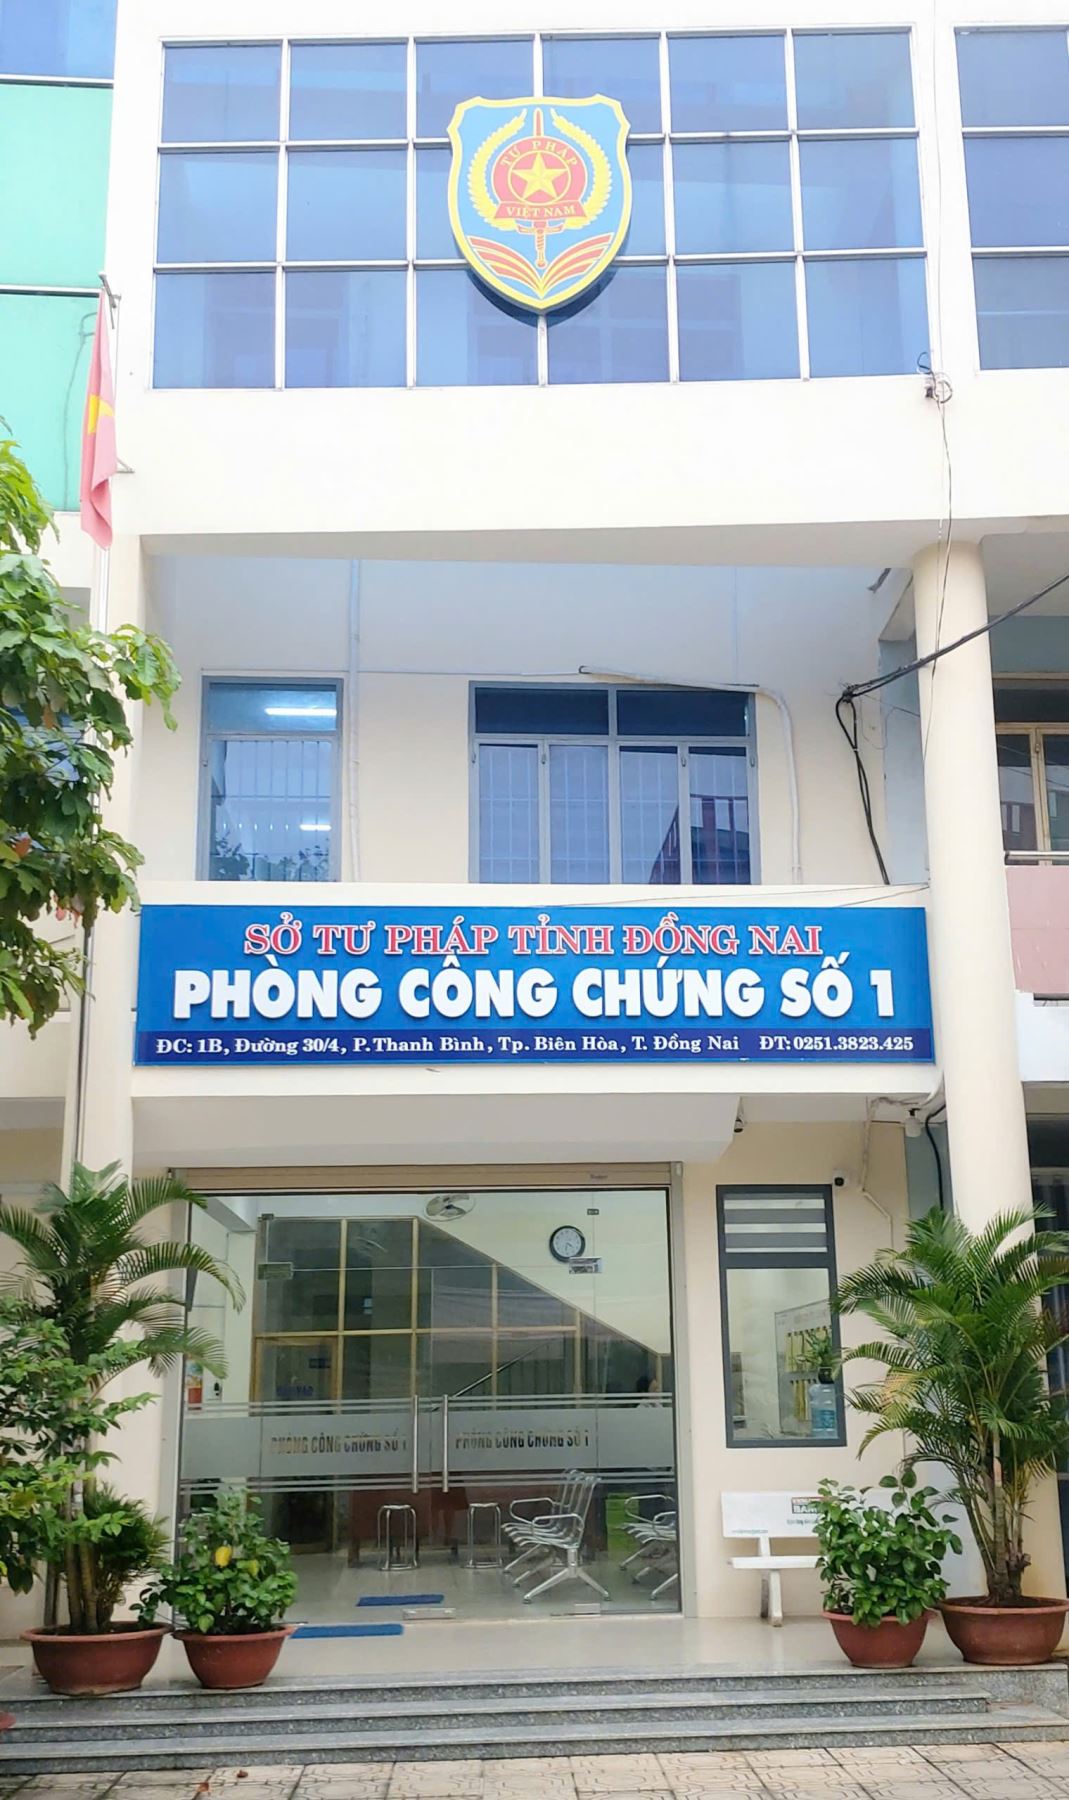 TƯ PHÁP
VIỆT NAM
SỞ TƯ PHÁP TỈNH ĐỒNG NAI
PHÒNG CÔNG CHỨNG SỐ 1
ĐC: 1B, Đường 30/4, P. Thanh Bình, Tp. Biên Hòa, T. Đồng Nai ĐT: 0251.3823.425
PHÒNG CÔNG CHỨNG SỐ 1
PHÒNG CÔNG CHỨNG SỐ 1